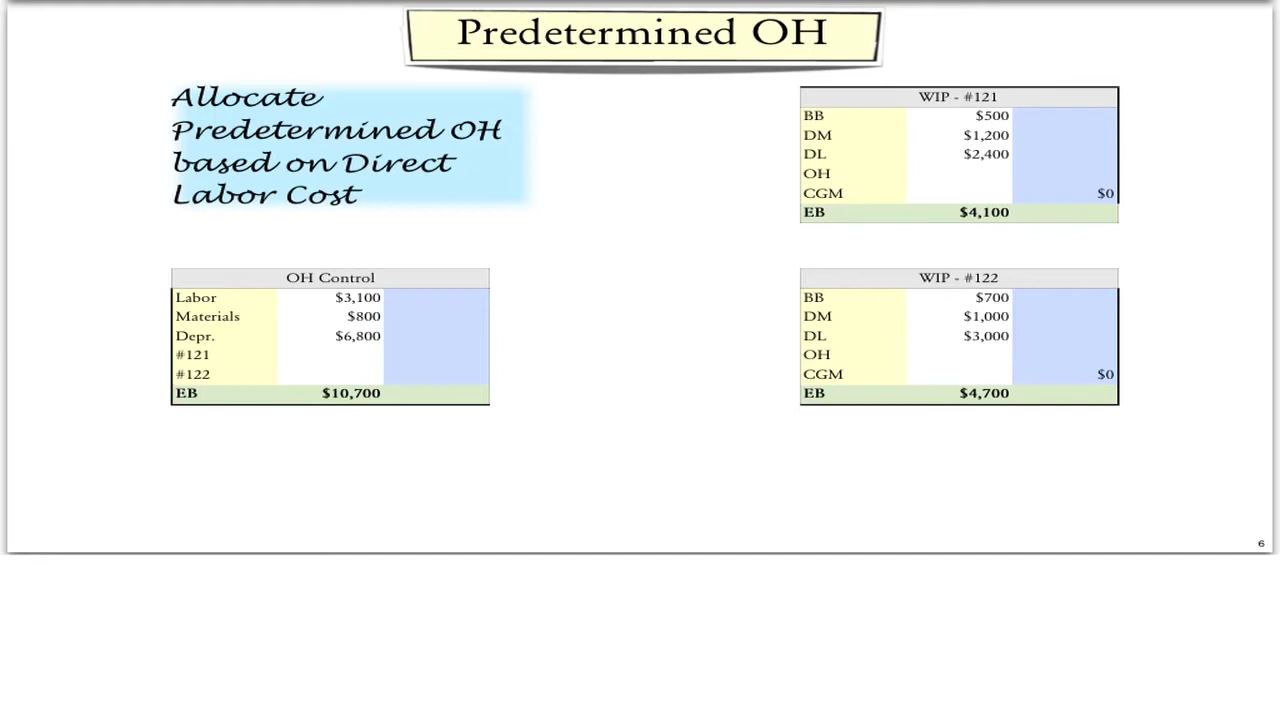 Predetermined OH
Allocate
Predetermined OH
based on Direct
Labor Cost
WIP - #121
BB $500
DM $1,200
DL $2,400
OH
CGM $0
EB $4,100
OH Control
Labor $3,100
Materials $800
Depr. $6,800
#121
#122
EB $10,700
WIP - #122
BB $700
DM $1,000
DL $3,000
OH
CGM $0
EB $4,700
6